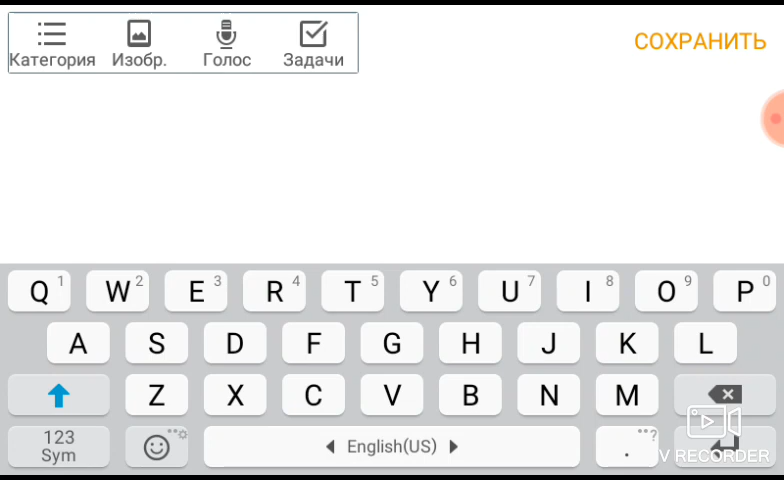 Категория Изобр. Голос Задачи
СОХРАНИТЬ
Q 1 W 2 E 3 R 4 T 5 Y 6 U 7 I 8 O 9 P 0
A S D F G H J K L
Z X C V B N M
123
Sym
English(US)
. ?
V RECORDER